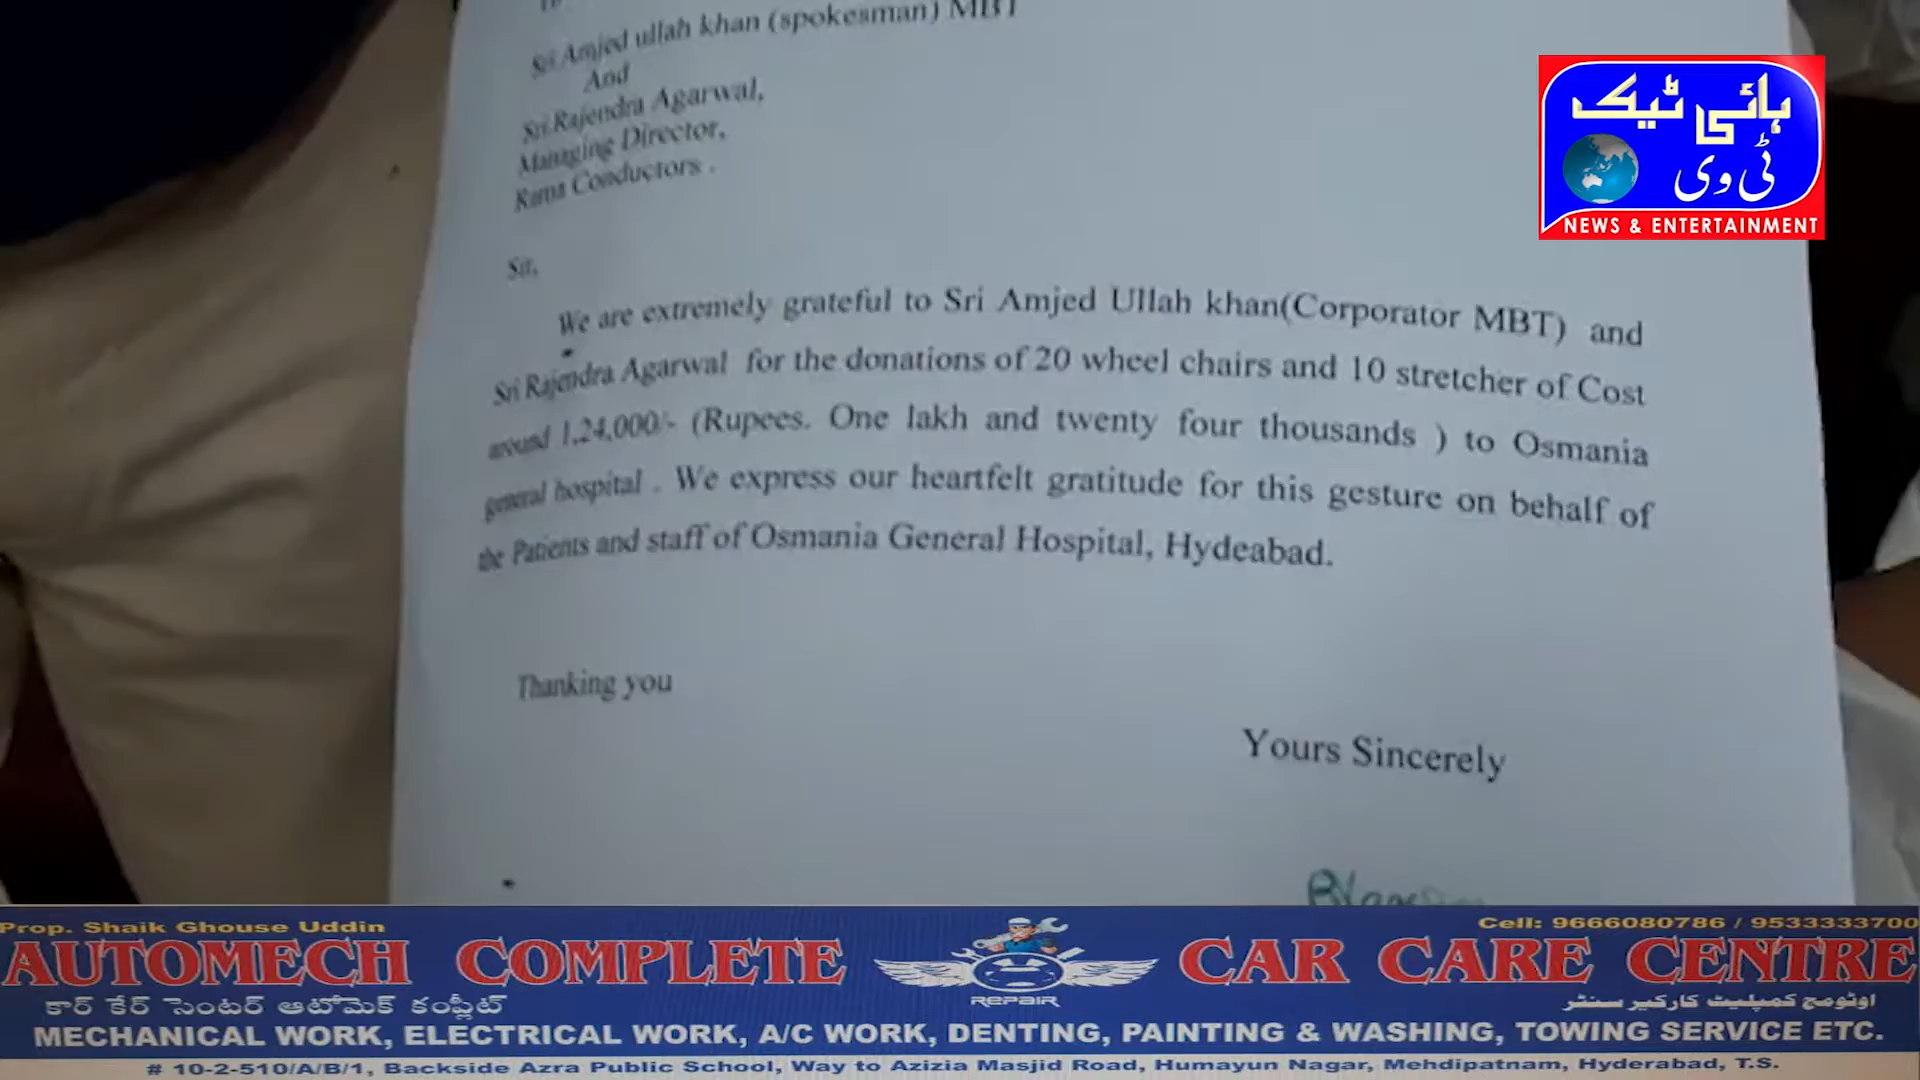 To
Sri Amjed ullah khan (spokesman) MBT
And
Sri.Rajendra Agarwal,
Managing Director,
Rama Conductors .
Sir,
We are extremely grateful to Sri Amjed Ullah khan(Corporator MBT) and
Sri Rajendra Agarwal for the donations of 20 wheel chairs and 10 stretcher of Cost
around 1,24,000/- (Rupees. One lakh and twenty four thousands ) to Osmania
general hospital . We express our heartfelt gratitude for this gesture on behalf of
the Patients and staff of Osmania General Hospital, Hydeabad.
Thanking you
Yours Sincerely
ہائی ٹیک
ٹی وی
NEWS & ENTERTAINMENT
Prop. Shaik Ghouse Uddin
Cell: 9666080786 / 9533333700
AUTOMECH COMPLETE CAR CARE CENTRE
REPAIR
కార్ కేర్ సెంటర్ ఆటోమెక్ కంప్లీట్
اوٹومچ کمپلیٹ کارکیر سنٹر
MECHANICAL WORK, ELECTRICAL WORK, A/C WORK, DENTING, PAINTING & WASHING, TOWING SERVICE ETC.
# 10-2-510/A/B/1, Backside Azra Public School, Way to Azizia Masjid Road, Humayun Nagar, Mehdipatnam, Hyderabad, T.S.